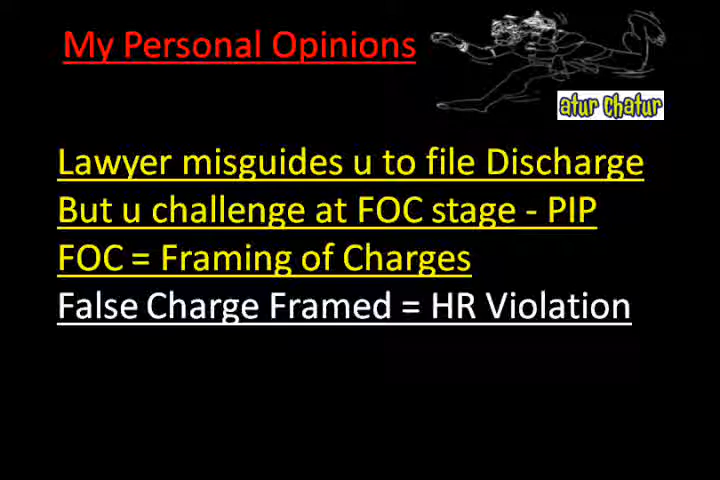 My Personal Opinions
atur chatur
Lawyer misguides u to file Discharge
But u challenge at FOC stage - PIP
FOC = Framing of Charges
False Charge Framed = HR Violation